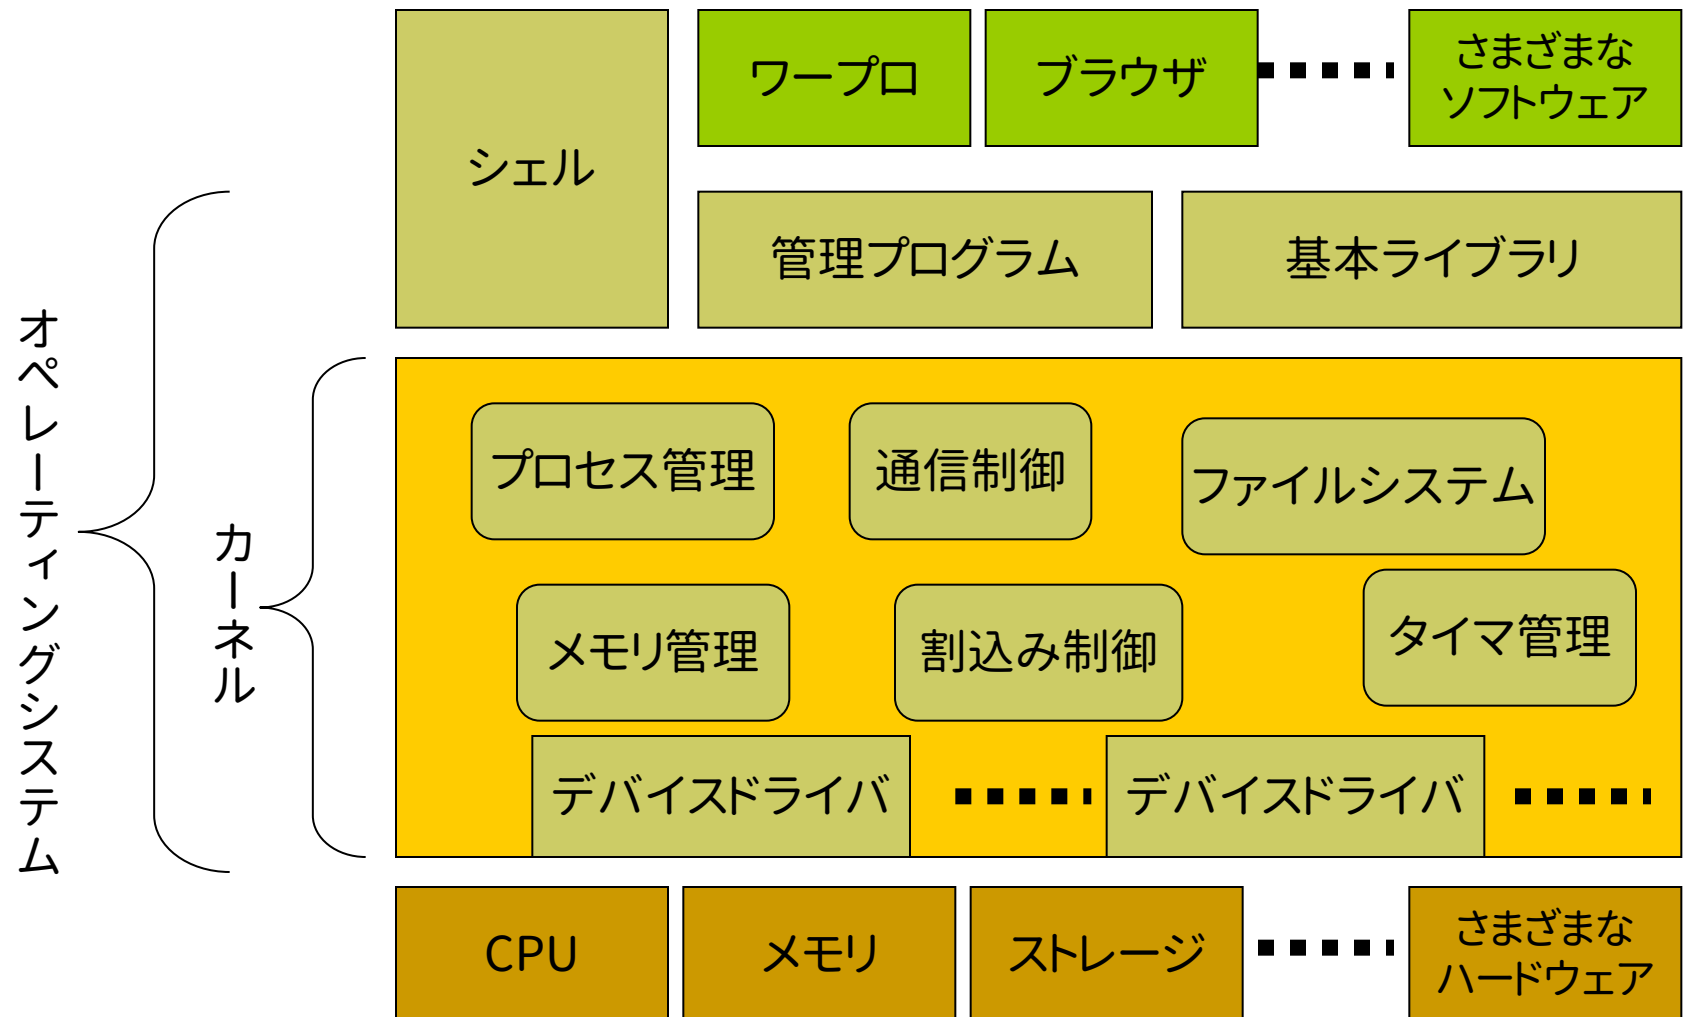 シェル
ワープロ
ブラウザ
さまざまな
ソフトウェア
管理プログラム
基本ライブラリ
オペレーティングシステム
カーネル
プロセス管理
通信制御
ファイルシステム
メモリ管理
割込み制御
タイマ管理
デバイスドライバ
デバイスドライバ
CPU
メモリ
ストレージ
さまざまな
ハードウェア